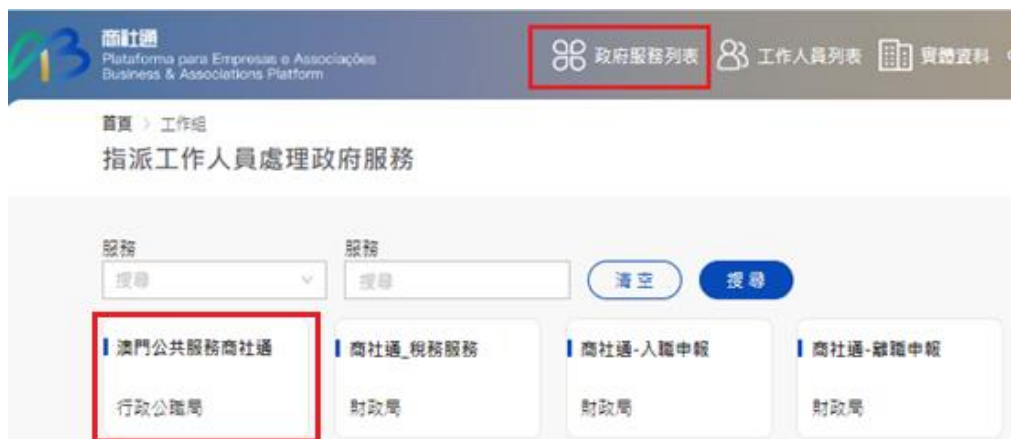 商社通
Plataforma para Empresas e Associações
Business & Associations Platform
政府服務列表
工作人員列表
實體資料
首頁 > 工作組
指派工作人員處理政府服務
服務
服務
搜尋
搜尋
清空
搜尋
澳門公共服務商社通
商社通_稅務服務
商社通-入職申報
商社通-離職申報
行政公職局
財政局
財政局
財政局